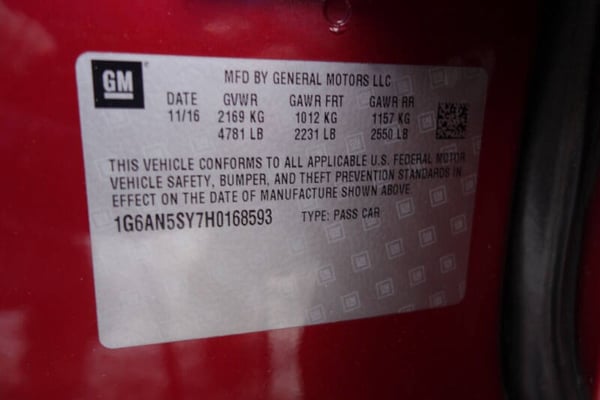 GM
MFD BY GENERAL MOTORS LLC
DATE GVWR GAWR FRT GAWR RR
11/16 2169 KG 1012 KG 1157 KG
4781 LB 2231 LB 2550 LB
THIS VEHICLE CONFORMS TO ALL APPLICABLE U.S. FEDERAL MOTOR
VEHICLE SAFETY, BUMPER, AND THEFT PREVENTION STANDARDS IN
EFFECT ON THE DATE OF MANUFACTURE SHOWN ABOVE.
1G6AN5SY7H0168593 TYPE: PASS CAR